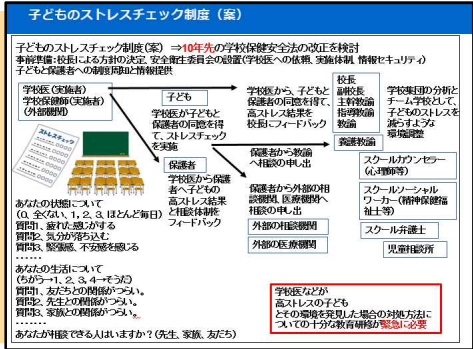 子どものストレスチェック制度（案）
子どものストレスチェック制度(案) ⇒10年先の学校保健安全法の改正を検討
事前準備:校長による方針の決定、安全衛生委員会の設置(学校医への依頼、実施体制、情報セキュリティ)
子どもと保護者への制度周知と情報提供
学校医(実施者)
学校保健師(実施者)
(外部機関)
ストレスチェック
子ども
学校医が子どもと
保護者の同意を得
て、ストレスチェック
を実施
保護者
学校医から保護
者へ子どもの
高ストレス結果
と相談体制を
フィードバック
学校医から、子どもと
保護者の同意を得て、
高ストレス結果を
校長にフィードバック
保護者から教諭
へ相談の申し出
保護者から外部の相
談機関、医療機関へ
相談の申し出
外部の相談機関
外部の医療機関
校長
副校長
主幹教諭
指導教諭
教諭
養護教諭
スクールカウンセラー
(心理師等)
スクールソーシャル
ワーカー(精神保健福
祉士等)
スクール弁護士
児童相談所
学校集団の分析と
チーム学校として、
子どものストレスを
減らすような
環境調整
あなたの状態について
(0、全くない、1、2、3、ほとんど毎日)
質問1、疲れた感じがする
質問2、気分が落ち込む
質問3、緊張感、不安感を感じる
……
あなたの生活について
(ちがう→1、2、3、4→そうだ)
質問1、友だちとの関係がつらい。
質問2、先生との関係がつらい。
質問3、家族との関係がつらい。
…….
あなたが相談できる人はいますか？(先生、家族、友だち)
学校医などが
高ストレスの子ども
とその環境を発見した場合の対処方法に
ついての十分な教育研修が緊急に必要